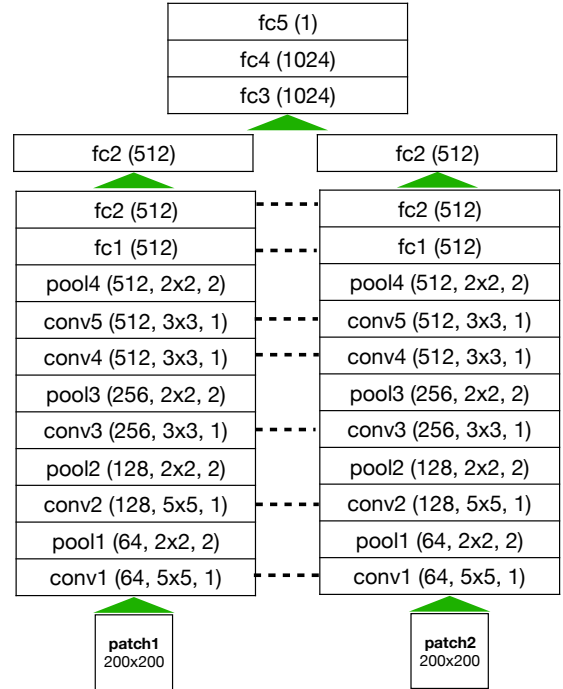 fc5 (1)
fc4 (1024)
fc3 (1024)
fc2 (512)
fc2 (512)
fc2 (512)
fc1 (512)
pool4 (512, 2x2, 2)
conv5 (512, 3x3, 1)
conv4 (512, 3x3, 1)
pool3 (256, 2x2, 2)
conv3 (256, 3x3, 1)
pool2 (128, 2x2, 2)
conv2 (128, 5x5, 1)
pool1 (64, 2x2, 2)
conv1 (64, 5x5, 1)
patch1
200x200
fc2 (512)
fc1 (512)
pool4 (512, 2x2, 2)
conv5 (512, 3x3, 1)
conv4 (512, 3x3, 1)
pool3 (256, 2x2, 2)
conv3 (256, 3x3, 1)
pool2 (128, 2x2, 2)
conv2 (128, 5x5, 1)
pool1 (64, 2x2, 2)
conv1 (64, 5x5, 1)
patch2
200x200